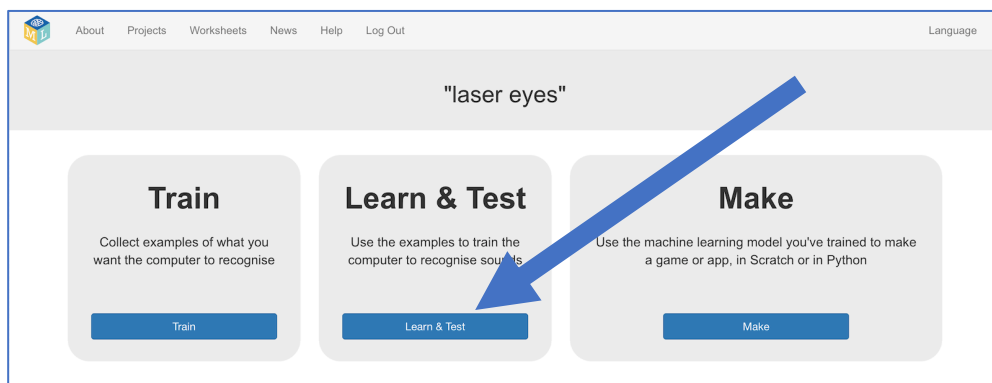 ML
About Projects Worksheets News Help Log Out Language
"laser eyes"
Train
Collect examples of what you
want the computer to recognise
Train
Learn & Test
Use the examples to train the
computer to recognise sounds
Learn & Test
Make
Use the machine learning model you've trained to make
a game or app, in Scratch or in Python
Make